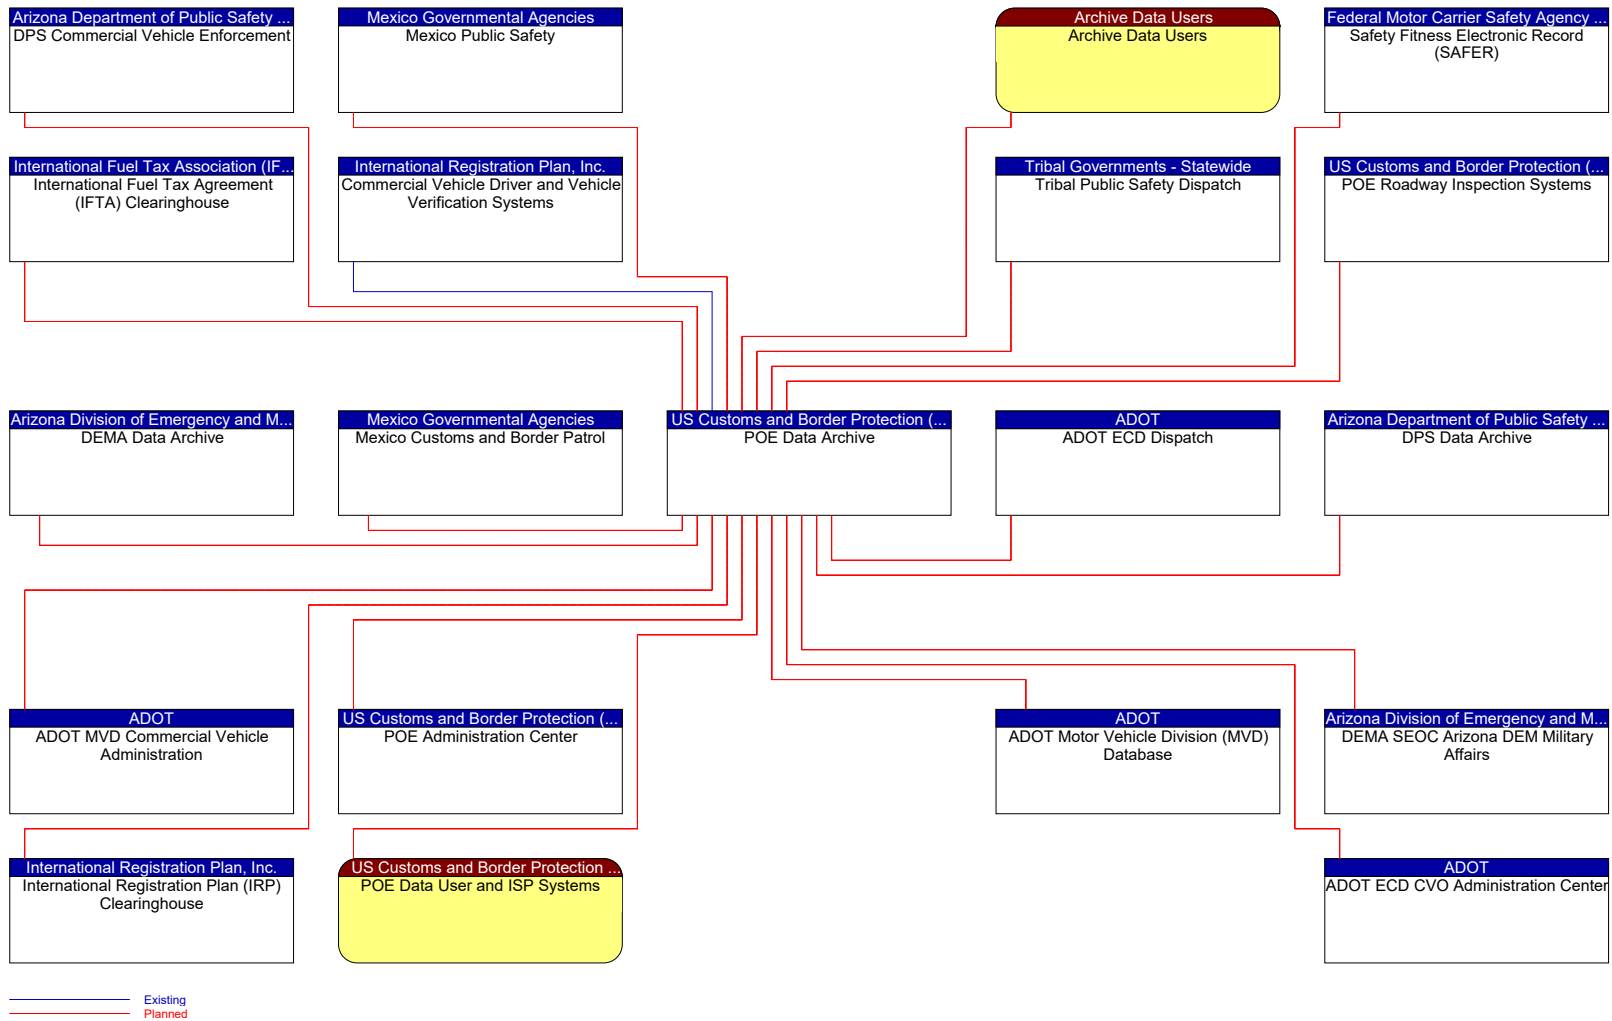 Arizona Department of Public Safety ...
DPS Commercial Vehicle Enforcement
Mexico Governmental Agencies
Mexico Public Safety
Archive Data Users
Archive Data Users
Federal Motor Carrier Safety Agency ...
Safety Fitness Electronic Record
(SAFER)
International Fuel Tax Association (IF...
International Fuel Tax Agreement
(IFTA) Clearinghouse
International Registration Plan, Inc.
Commercial Vehicle Driver and Vehicle
Verification Systems
Tribal Governments - Statewide
Tribal Public Safety Dispatch
US Customs and Border Protection (...
POE Roadway Inspection Systems
Arizona Division of Emergency and M...
DEMA Data Archive
Mexico Governmental Agencies
Mexico Customs and Border Patrol
US Customs and Border Protection (...
POE Data Archive
ADOT
ADOT ECD Dispatch
Arizona Department of Public Safety ...
DPS Data Archive
ADOT
ADOT MVD Commercial Vehicle
Administration
US Customs and Border Protection (...
POE Administration Center
ADOT
ADOT Motor Vehicle Division (MVD)
Database
Arizona Division of Emergency and M...
DEMA SEOC Arizona DEM Military
Affairs
International Registration Plan, Inc.
International Registration Plan (IRP)
Clearinghouse
US Customs and Border Protection ...
POE Data User and ISP Systems
ADOT
ADOT ECD CVO Administration Center
Existing
Planned